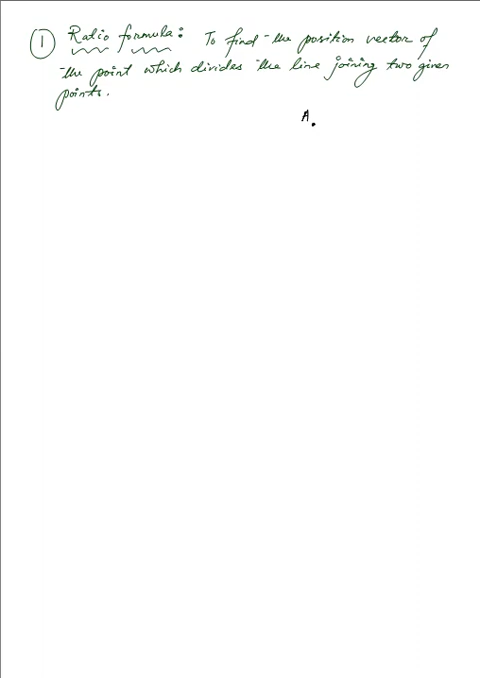 ① Ratio formula: To find the position vector of
the point which divides the line joining two given
points.
A.